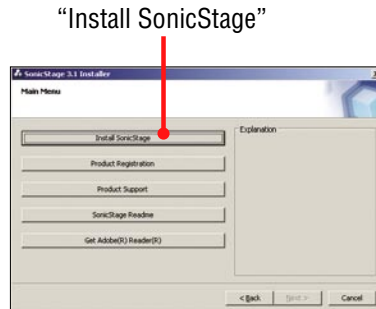 “Install SonicStage”
SonicStage 3.1 Installer
Main Menu
Install SonicStage
Explanation
Product Registration
Product Support
SonicStage Readme
Get Adobe(R) Reader(R)
< Back
Next >
Cancel